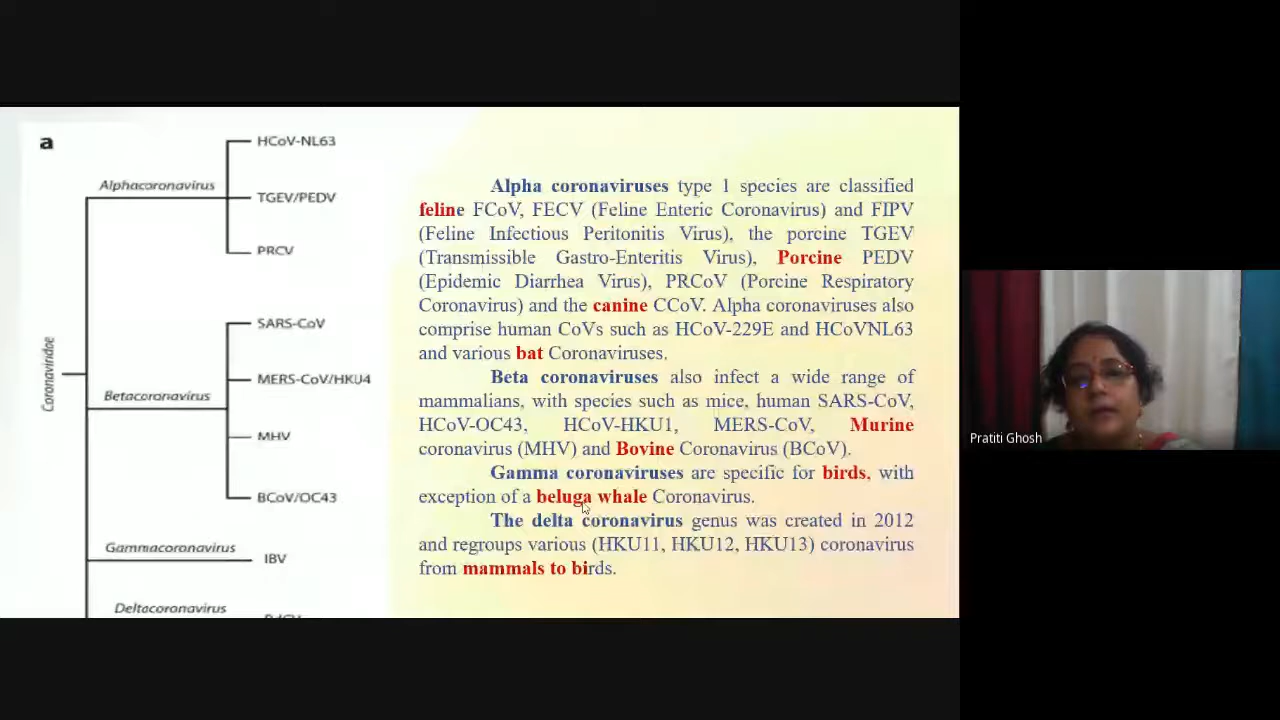 a
Coronaviridae
Alphacoronavirus
HCoV-NL63
TGEV/PEDV
PRCV
Betacoronavirus
SARS-CoV
MERS-CoV/HKU4
MHV
BCoV/OC43
Gammacoronavirus
IBV
Deltacoronavirus
Alpha coronaviruses type 1 species are classified
feline FCoV, FECV (Feline Enteric Coronavirus) and FIPV
(Feline Infectious Peritonitis Virus), the porcine TGEV
(Transmissible Gastro-Enteritis Virus), Porcine PEDV
(Epidemic Diarrhea Virus), PRCoV (Porcine Respiratory
Coronavirus) and the canine CCoV. Alpha coronaviruses also
comprise human CoVs such as HCoV-229E and HCoVNL63
and various bat Coronaviruses.
Beta coronaviruses also infect a wide range of
mammalians, with species such as mice, human SARS-CoV,
HCoV-OC43, HCoV-HKU1, MERS-CoV, Murine
coronavirus (MHV) and Bovine Coronavirus (BCoV).
Gamma coronaviruses are specific for birds, with
exception of a beluga whale Coronavirus.
The delta coronavirus genus was created in 2012
and regroups various (HKU11, HKU12, HKU13) coronavirus
from mammals to birds.
Pratiti Ghosh